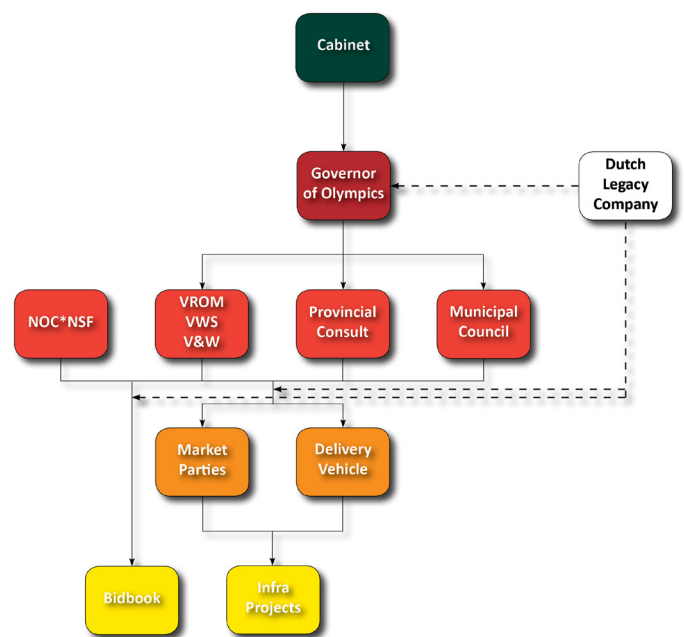 Cabinet
Governor
of Olympics
Dutch
Legacy
Company
NOC*NSF
VROM
VWS
V&W
Provincial
Consult
Municipal
Council
Market
Parties
Delivery
Vehicle
Bidbook
Infra
Projects